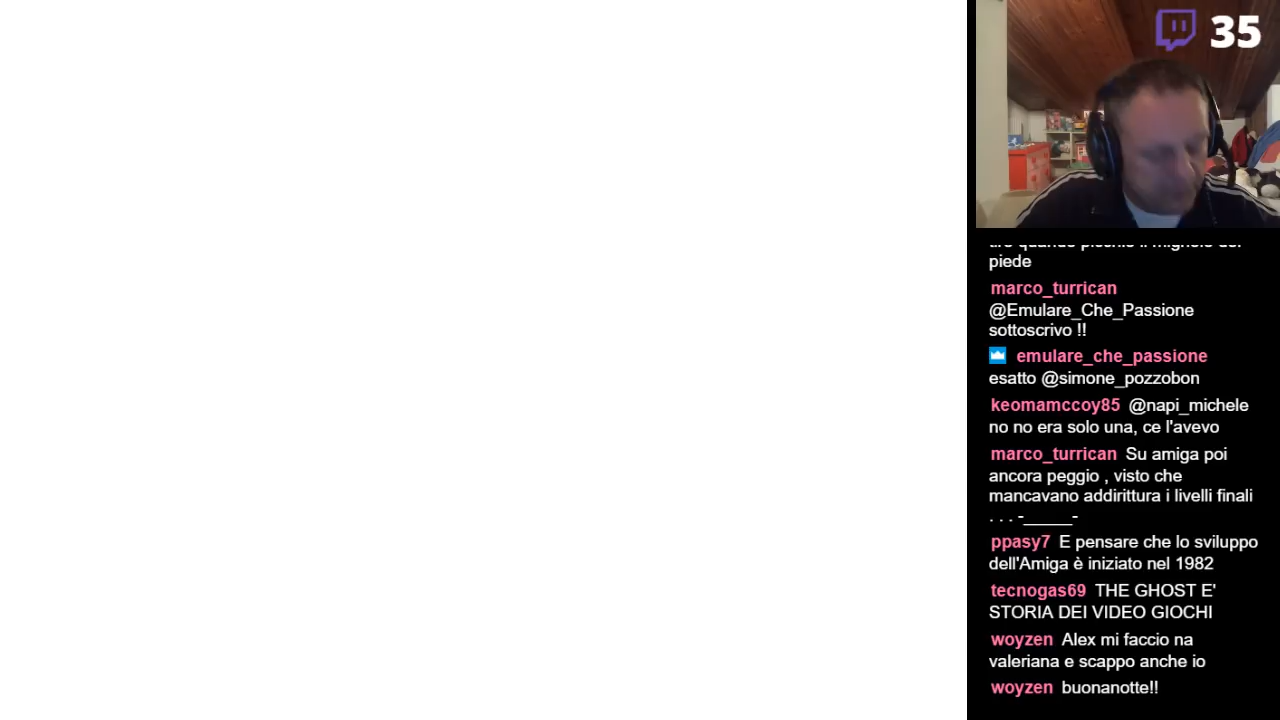 35
piede
marco_turrican
@Emulare_Che_Passione
sottoscrivo !!
emulare_che_passione
esatto @simone_pozzobon
keomamccoy85 @napi_michele
no no era solo una, ce l'avevo
marco_turrican Su amiga poi
ancora peggio , visto che
mancavano addirittura i livelli finali
. . . -_____-
ppasy7 E pensare che lo sviluppo
dell'Amiga è iniziato nel 1982
tecnogas69 THE GHOST E'
STORIA DEI VIDEO GIOCHI
woyzen Alex mi faccio na
valeriana e scappo anche io
woyzen buonanotte!!